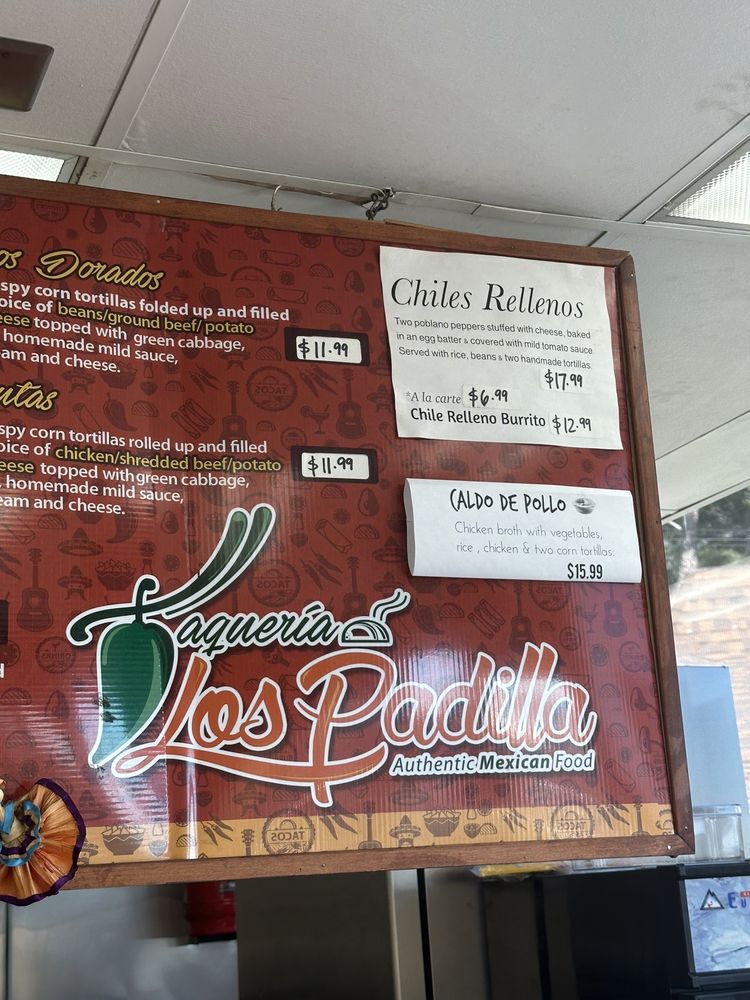 os Dorados
spy corn tortillas folded up and filled
oice of beans/ground beef/ potato
eese topped with green cabbage,
homemade mild sauce,
eam and cheese.
$11.99
utas
spy corn tortillas rolled up and filled
oice of chicken/shredded beef/potato
eese topped with green cabbage,
homemade mild sauce,
eam and cheese.
$11.99
Chiles Rellenos
Two poblano peppers stuffed with cheese, baked
in an egg batter & covered with mild tomato sauce
Served with rice, beans & two handmade tortillas
$17.99
*A la carte $6.99
Chile Relleno Burrito $12.99
CALDO DE POLLO
Chicken broth with vegetables,
rice , chicken & two corn tortillas.
$15.99
Taquería
Los Padilla
Authentic Mexican Food
TACOS
TACOS
d